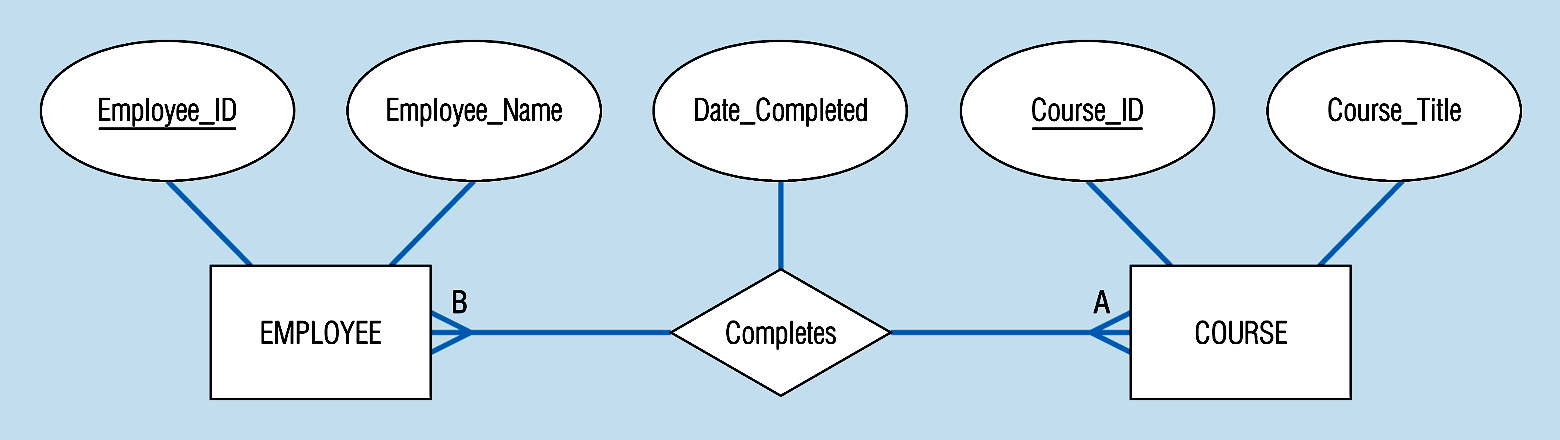 Employee_ID
Employee_Name
Date_Completed
Course_ID
Course_Title
EMPLOYEE
B
Completes
A
COURSE